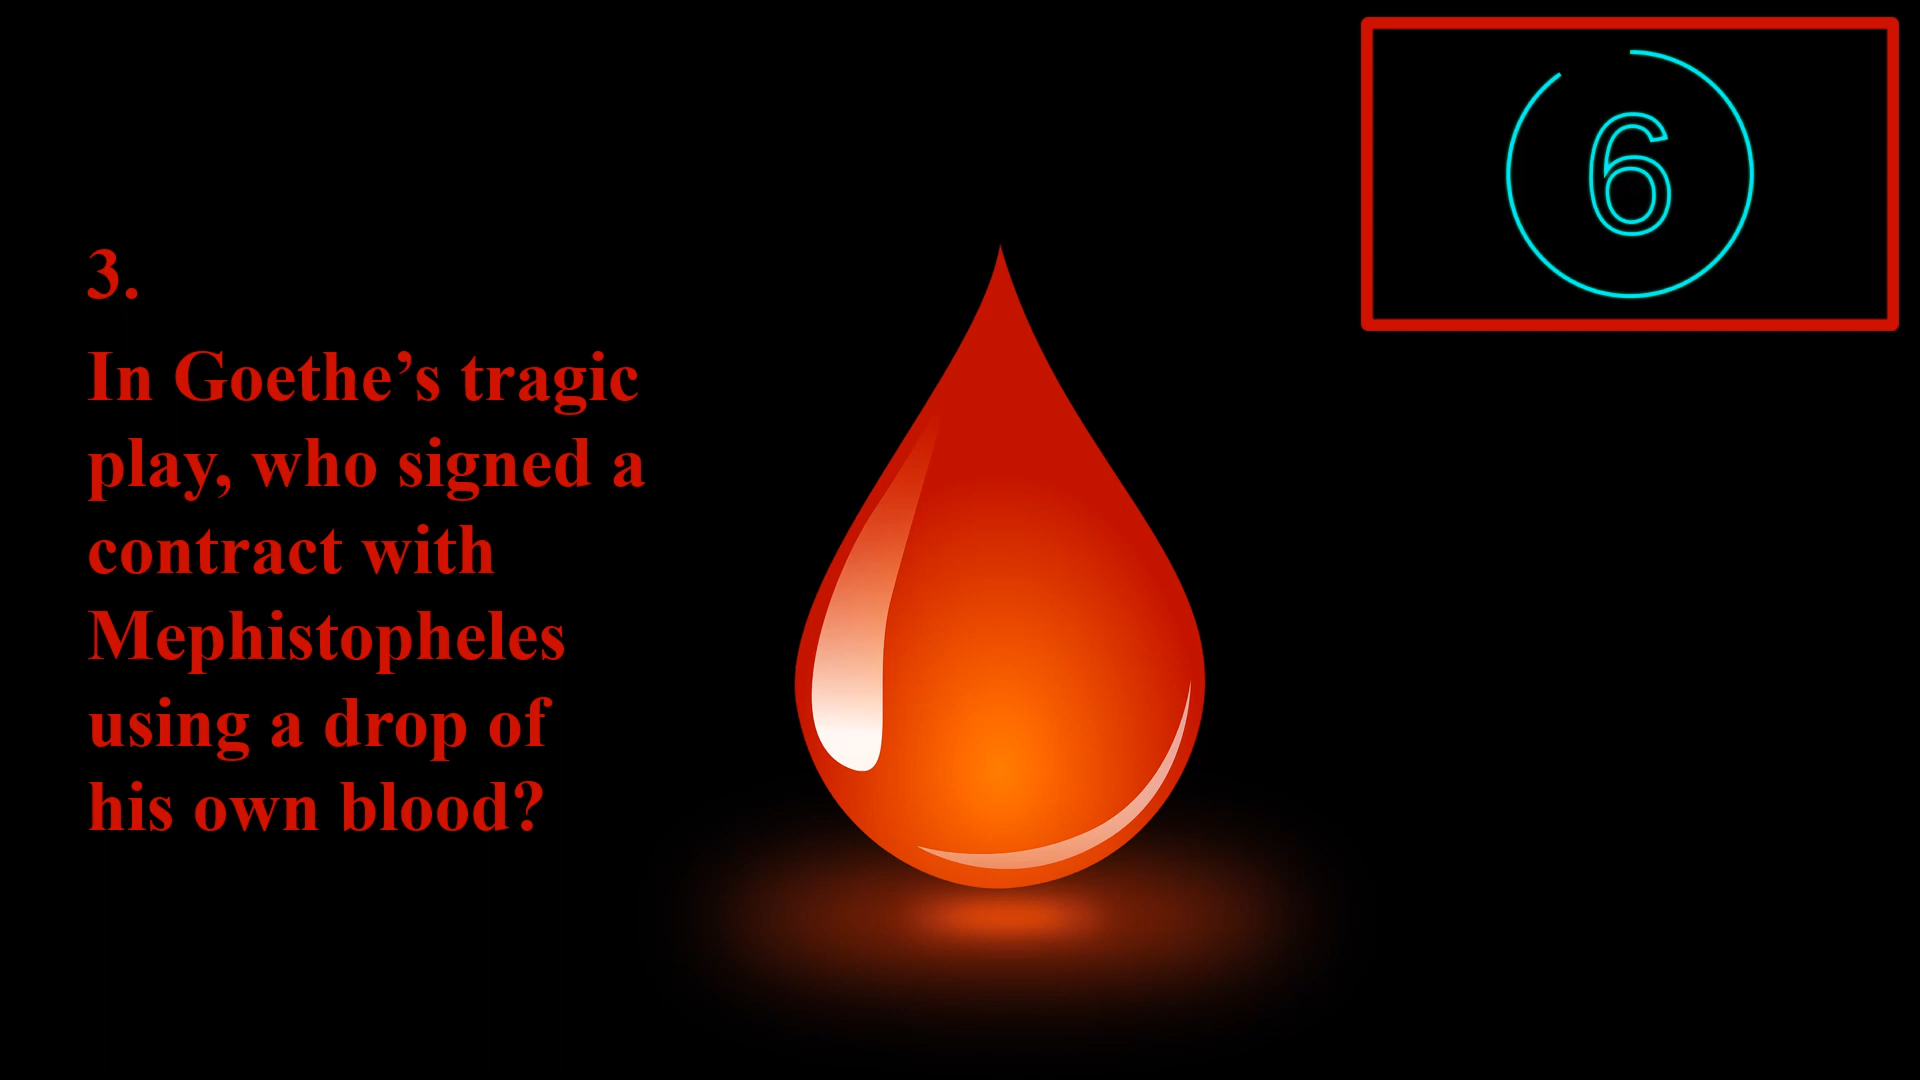 6
3.
In Goethe’s tragic
play, who signed a
contract with
Mephistopheles
using a drop of
his own blood?